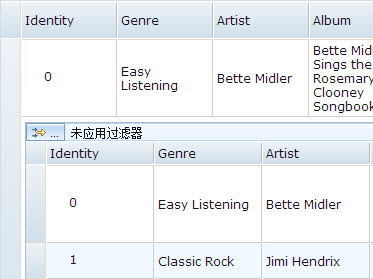 Identity Genre Artist Album
0 Easy Listening Bette Midler Bette Mid
Sings the
Rosemary
Clooney
Songbook
... 未应用过滤器
Identity Genre Artist
0 Easy Listening Bette Midler
1 Classic Rock Jimi Hendrix